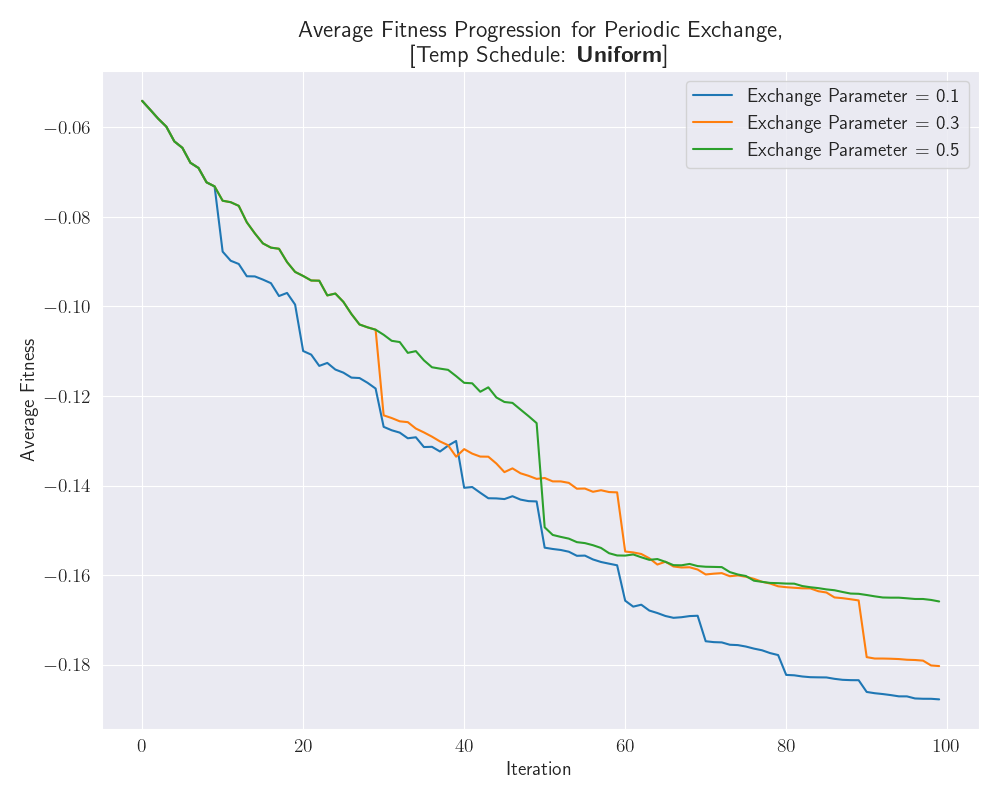 Average Fitness Progression for Periodic Exchange,
[Temp Schedule: Uniform]
Exchange Parameter = 0.1
Exchange Parameter = 0.3
Exchange Parameter = 0.5
Average Fitness
−0.06
−0.08
−0.10
−0.12
−0.14
−0.16
−0.18
0 20 40 60 80 100
Iteration